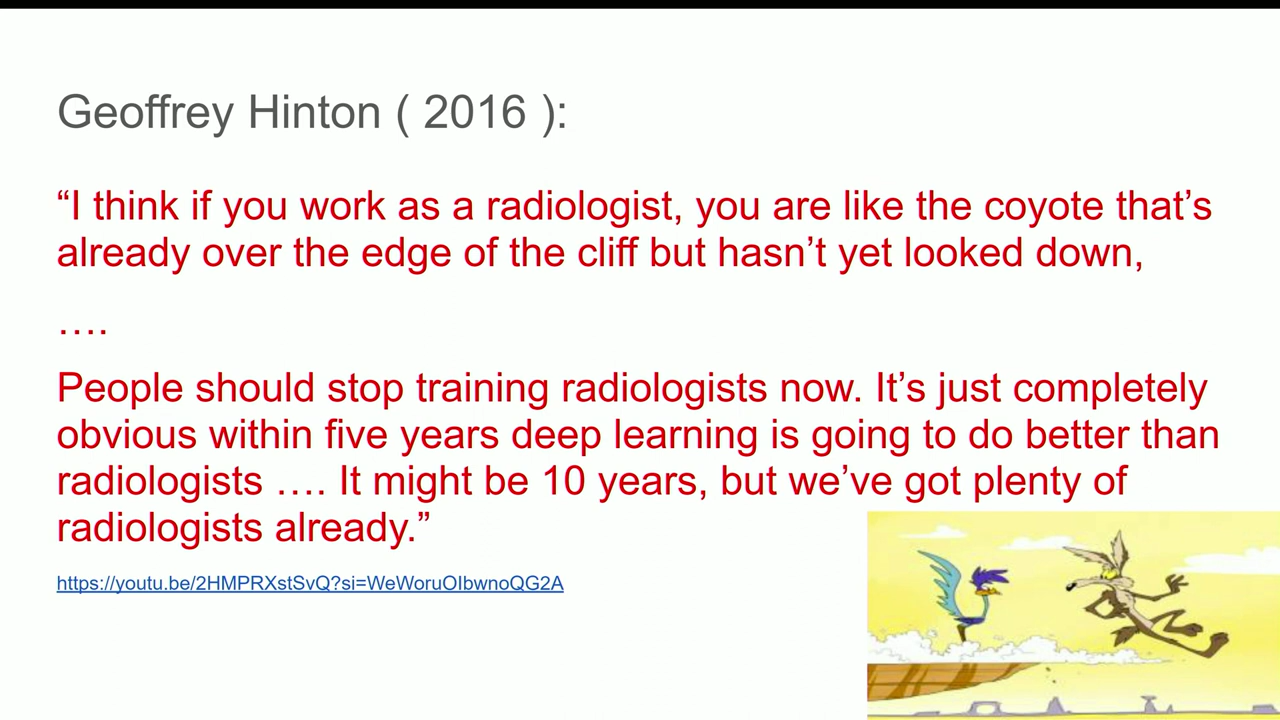 Geoffrey Hinton ( 2016 ):
“I think if you work as a radiologist, you are like the coyote that’s
already over the edge of the cliff but hasn’t yet looked down,
….
People should stop training radiologists now. It’s just completely
obvious within five years deep learning is going to do better than
radiologists …. It might be 10 years, but we’ve got plenty of
radiologists already.”
https://youtu.be/2HMPRXstSvQ?si=WeWoruOIbwnoQG2A